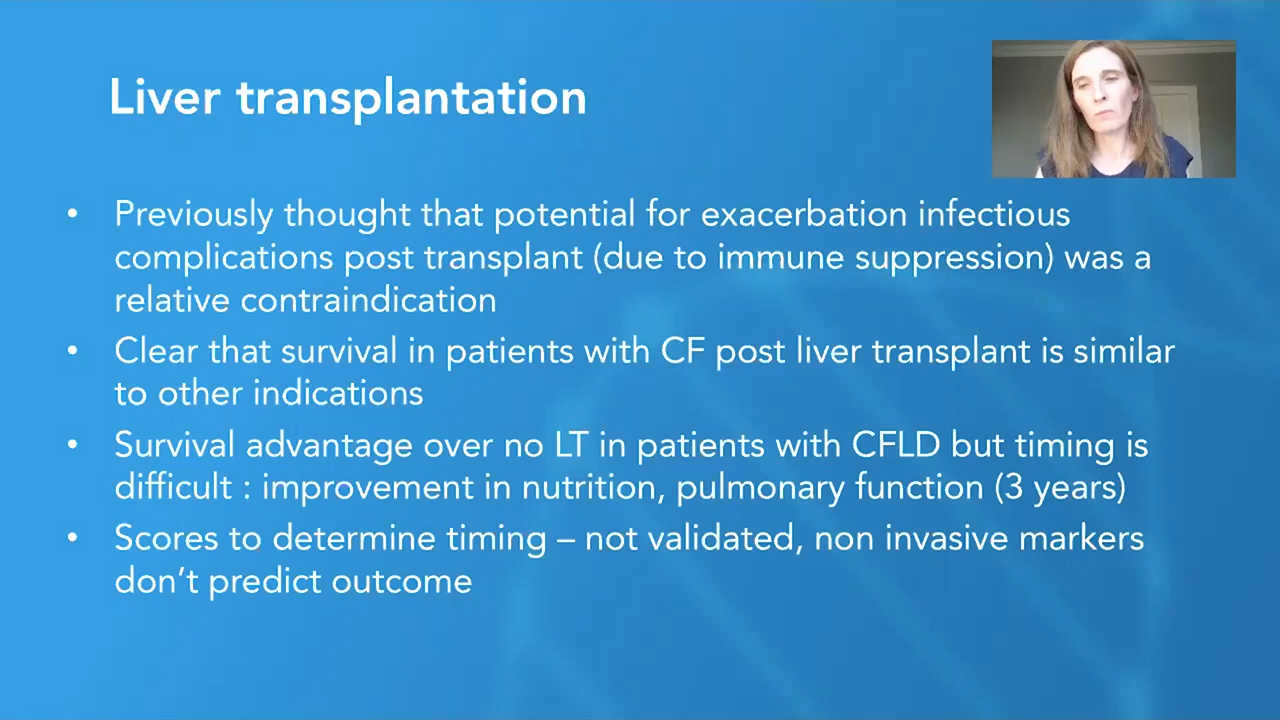 Liver transplantation
• Previously thought that potential for exacerbation infectious
complications post transplant (due to immune suppression) was a
relative contraindication
• Clear that survival in patients with CF post liver transplant is similar
to other indications
• Survival advantage over no LT in patients with CFLD but timing is
difficult : improvement in nutrition, pulmonary function (3 years)
• Scores to determine timing – not validated, non invasive markers
don’t predict outcome